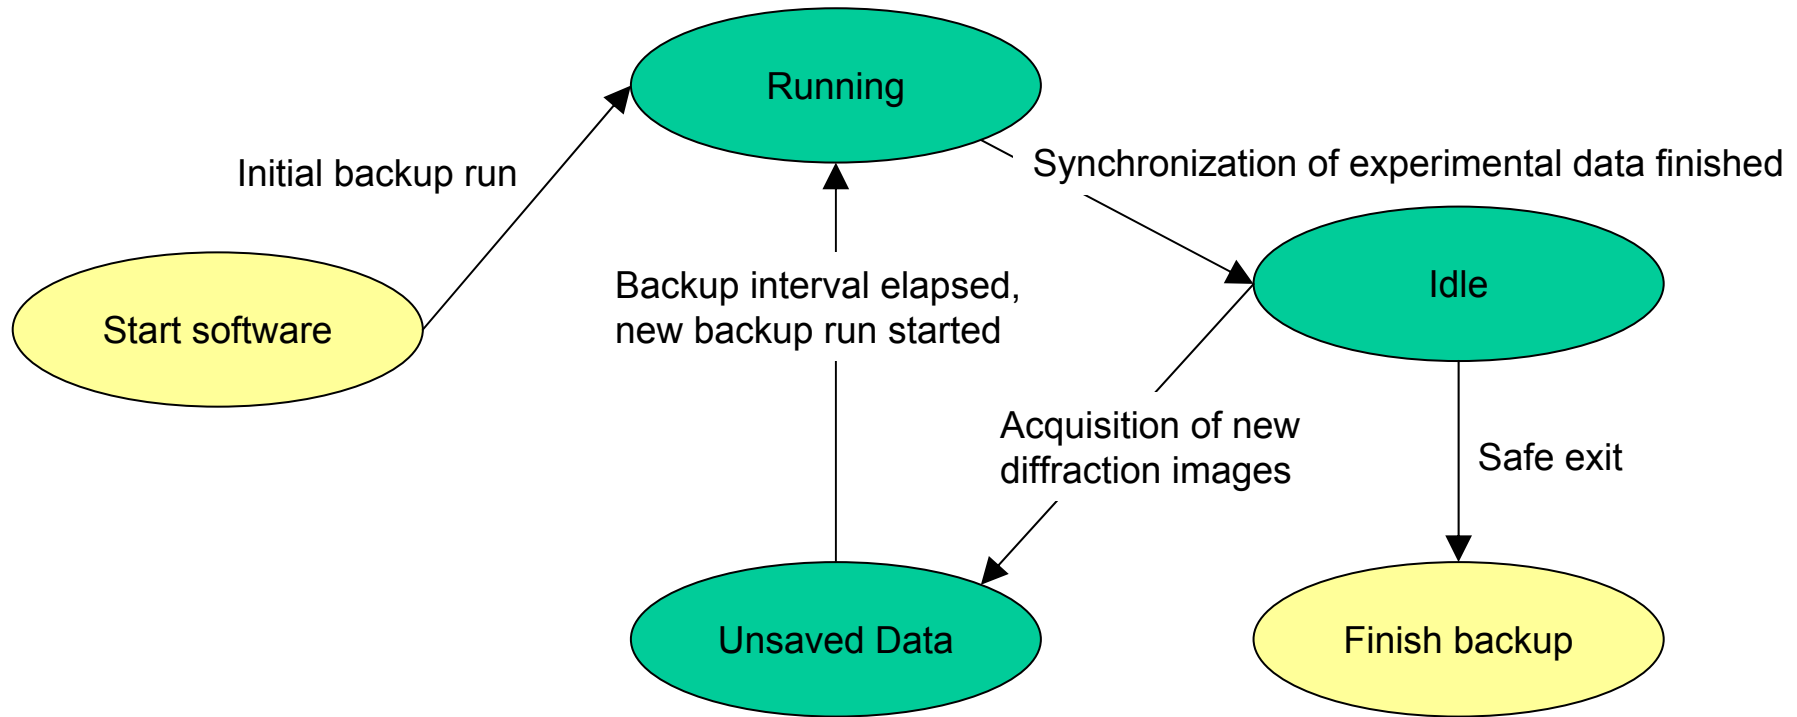 Running
Initial backup run
Synchronization of experimental data finished
Start software
Backup interval elapsed,
new backup run started
Idle
Acquisition of new
diffraction images
Safe exit
Unsaved Data
Finish backup